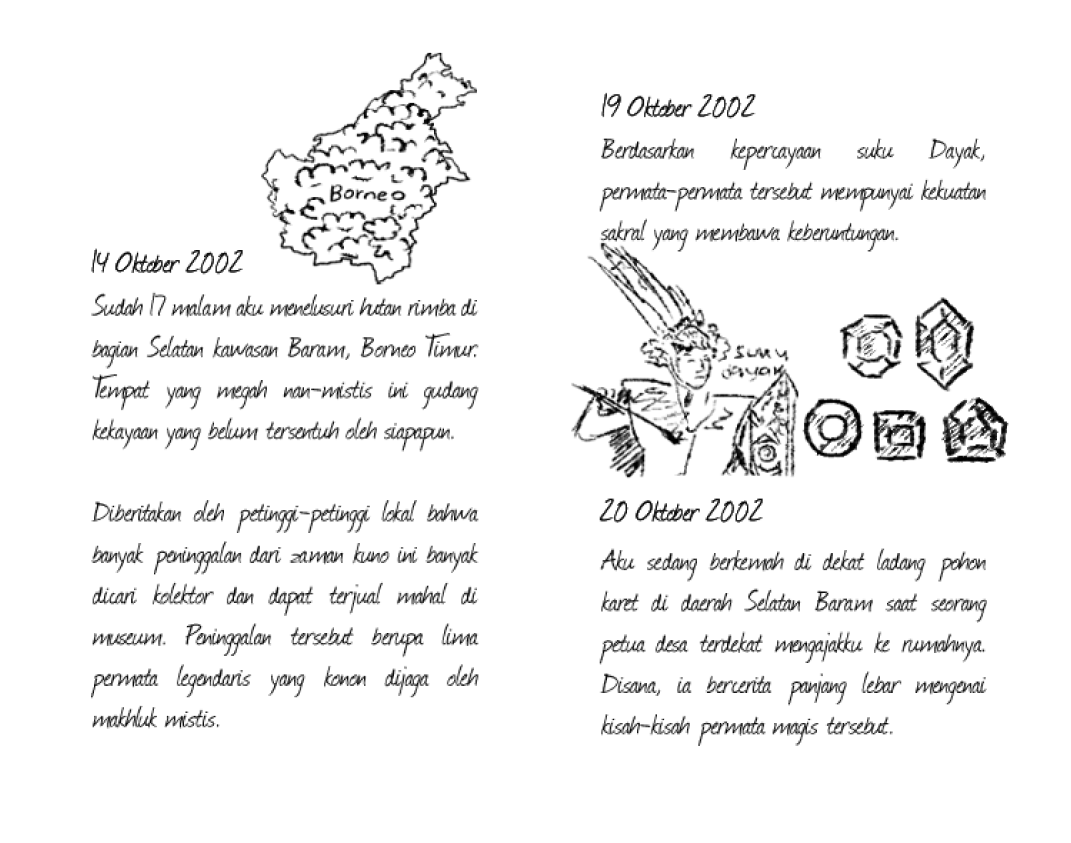 Borneo
14 Oktober 2002
Sudah 17 malam aku menelusuri hutan rimba di
bagian Selatan kawasan Baram, Borneo Timur.
Tempat yang megah nan-mistis ini gudang
kekayaan yang belum tersentuh oleh siapapun.
Diberitakan oleh petinggi-petinggi lokal bahwa
banyak peninggalan dari zaman kuno ini banyak
dicari kolektor dan dapat terjual mahal di
museum. Peninggalan tersebut berupa lima
permata legendaris yang konon dijaga oleh
makhluk mistis.
19 Oktober 2002
Berdasarkan kepercayaan suku Dayak,
permata-permata tersebut mempunyai kekuatan
sakral yang membawa keberuntungan.
suku
dayak
20 Oktober 2002
Aku sedang berkemah di dekat ladang pohon
karet di daerah Selatan Baram saat seorang
petua desa terdekat mengajakku ke rumahnya.
Disana, ia bercerita panjang lebar mengenai
kisah-kisah permata magis tersebut.